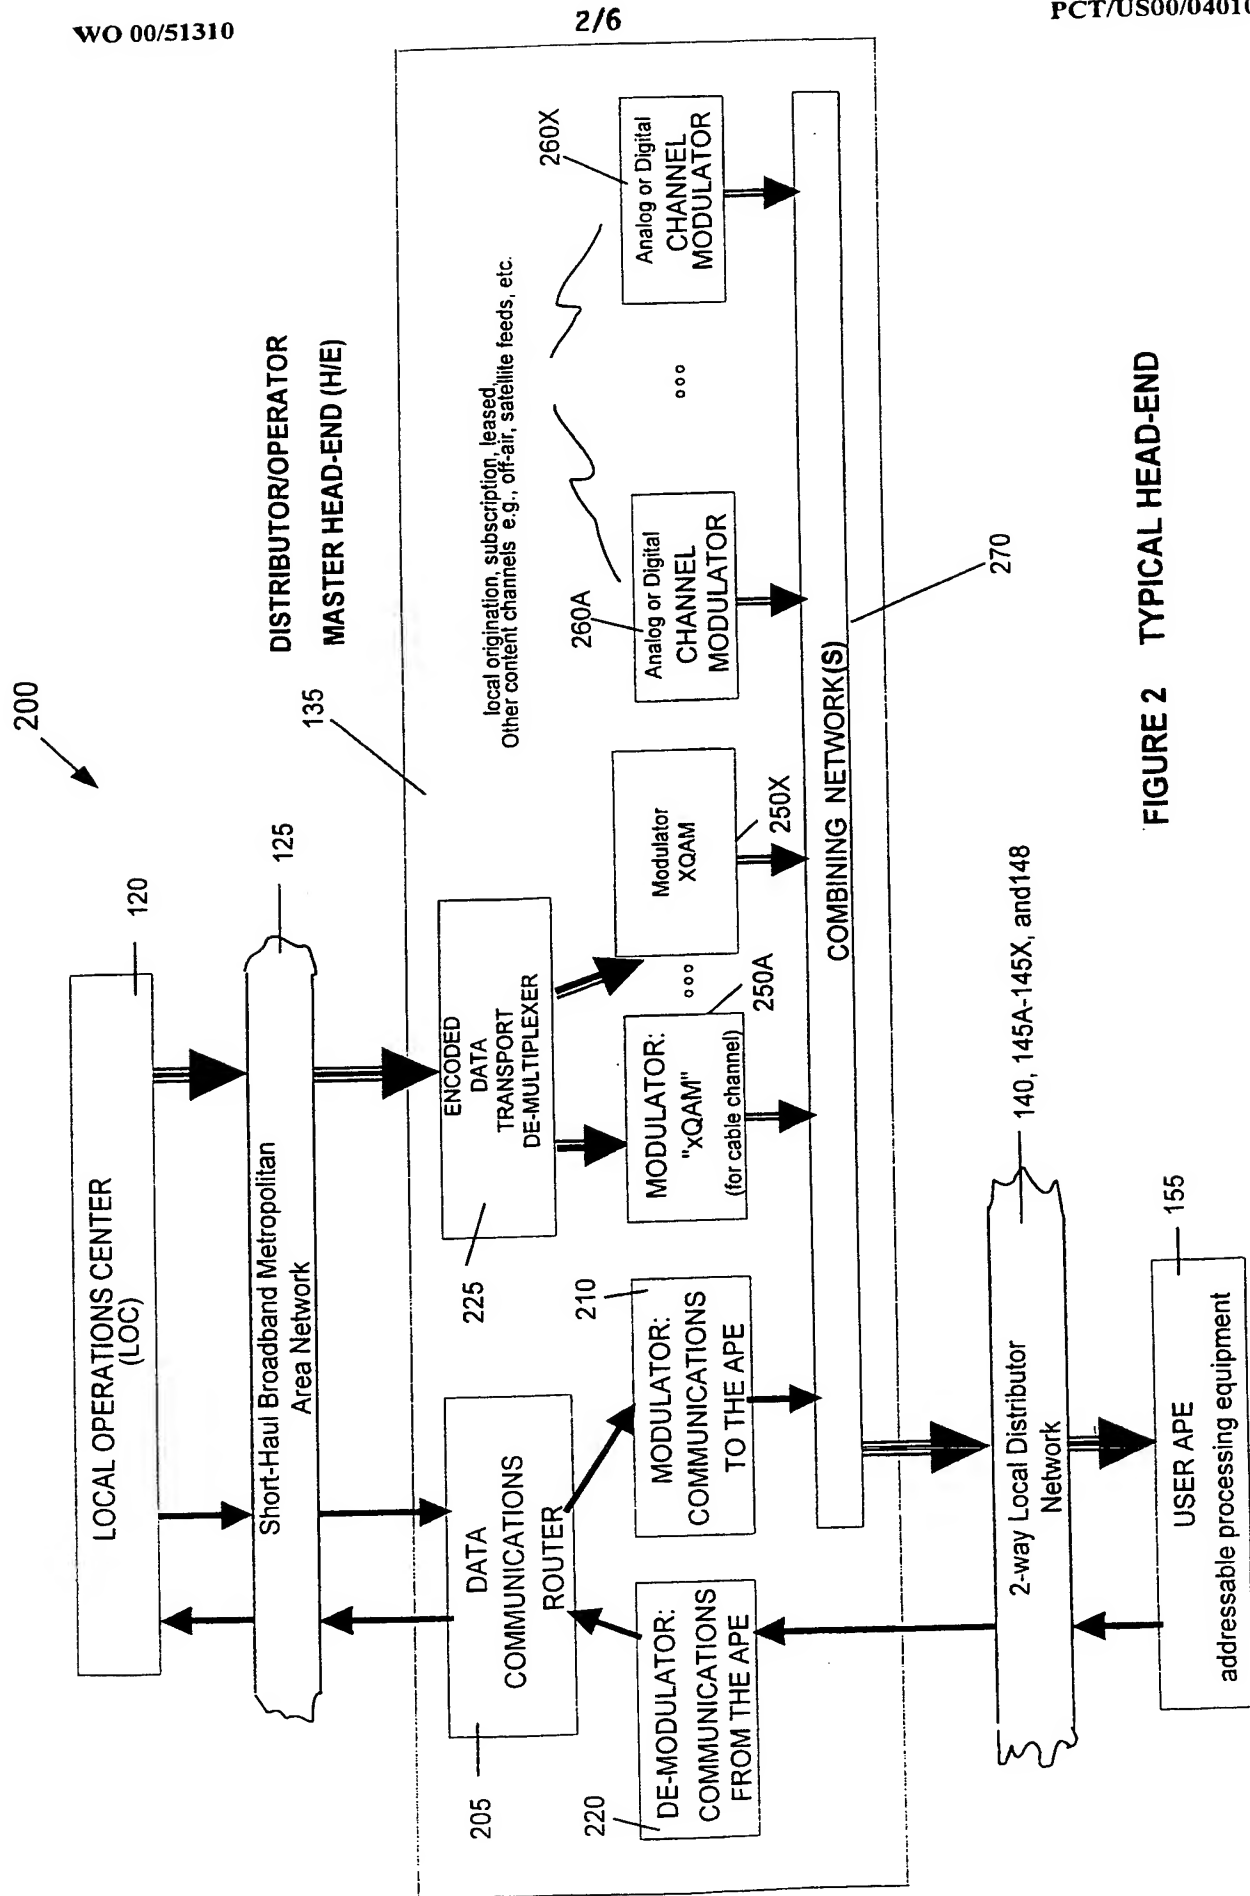 WO 00/51310
2/6
PCT/US00/04010
200
LOCAL OPERATIONS CENTER
(LOC)
120
Short-Haul Broadband Metropolitan
Area Network
125
DISTRIBUTOR/OPERATOR
MASTER HEAD-END (H/E)
135
DATA
COMMUNICATIONS
ROUTER
205
ENCODED
DATA
TRANSPORT
DE-MULTIPLEXER
225
local origination, subscription, leased,
Other content channels e.g., off-air, satellite feeds, etc.
DE-MODULATOR:
COMMUNICATIONS
FROM THE APE
220
MODULATOR:
COMMUNICATIONS
TO THE APE
210
MODULATOR:
"xQAM"
(for cable channel)
250A
ooo
Modulator
XQAM
250X
Analog or Digital
CHANNEL
MODULATOR
260A
ooo
Analog or Digital
CHANNEL
MODULATOR
260X
COMBINING NETWORK(S)
270
2-way Local Distributor
Network
140, 145A-145X, and148
USER APE
addressable processing equipment
155
FIGURE 2 TYPICAL HEAD-END